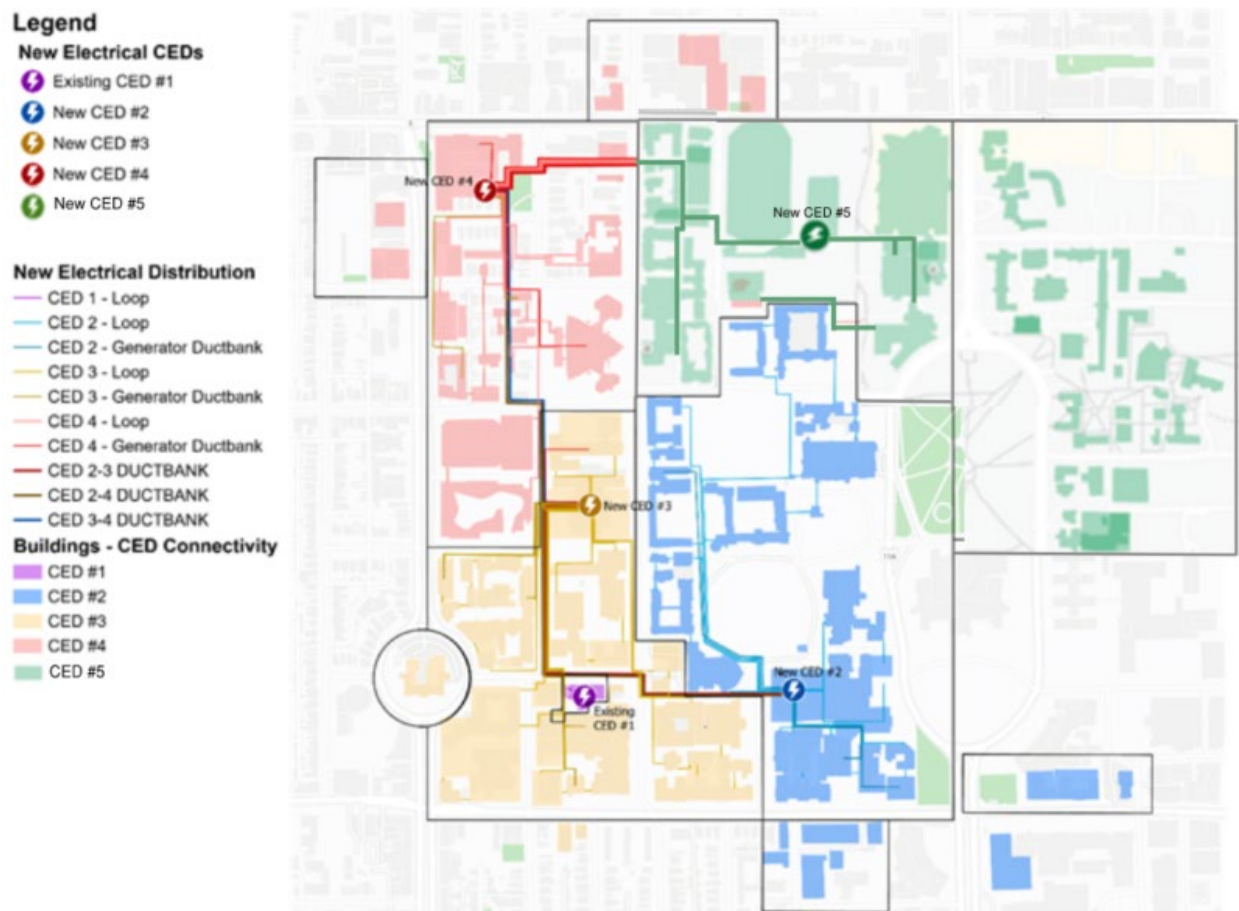 Legend
New Electrical CEDs
Existing CED #1
New CED #2
New CED #3
New CED #4
New CED #5
New Electrical Distribution
CED 1 - Loop
CED 2 - Loop
CED 2 - Generator Ductbank
CED 3 - Loop
CED 3 - Generator Ductbank
CED 4 - Loop
CED 4 - Generator Ductbank
CED 2-3 DUCTBANK
CED 2-4 DUCTBANK
CED 3-4 DUCTBANK
Buildings - CED Connectivity
CED #1
CED #2
CED #3
CED #4
CED #5
New CED #4
New CED #5
New CED #3
New CED #2
Existing
CED #1